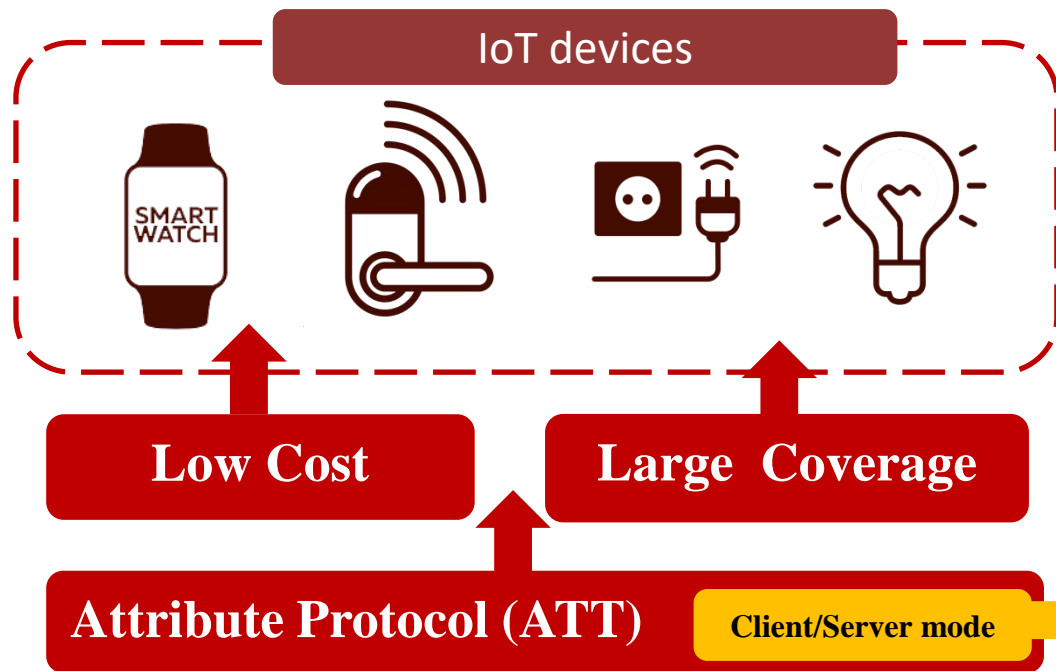 IoT devices
SMART
WATCH
Low Cost
Large Coverage
Attribute Protocol (ATT)
Client/Server mode